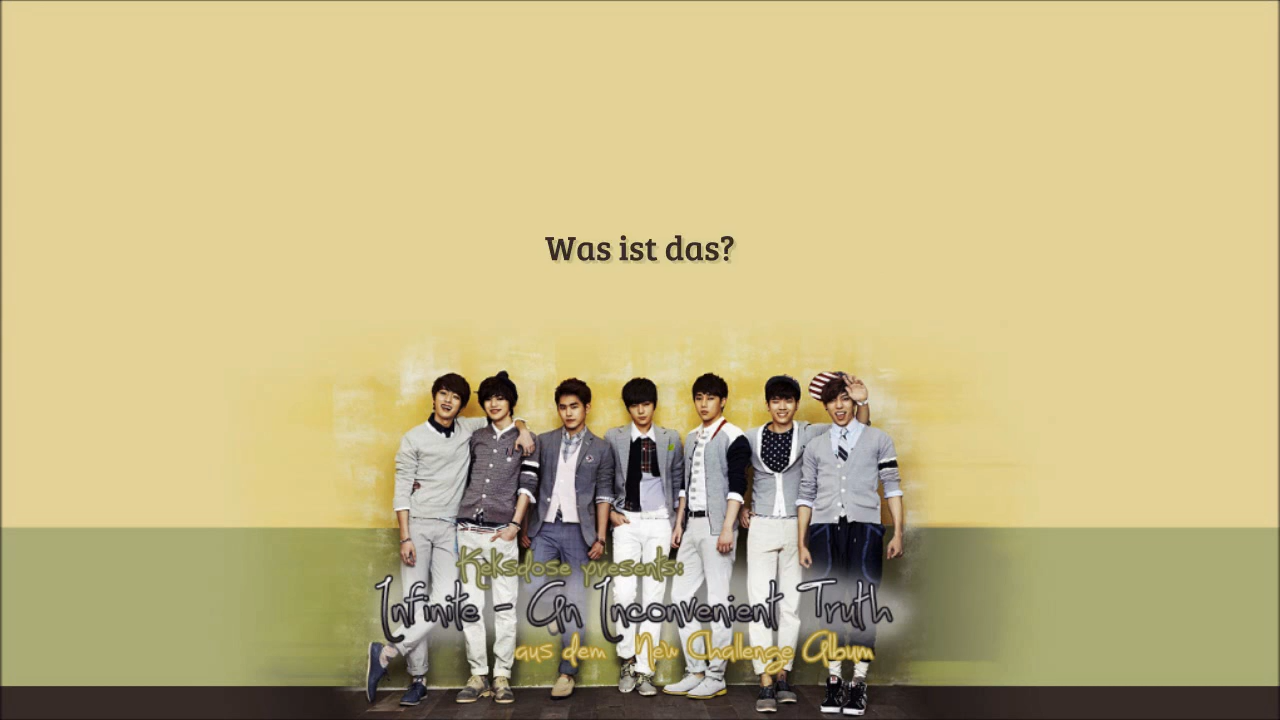 Was ist das?
Keksdose presents:
Infinite - An Inconvenient Truth
aus dem New Challenge Album